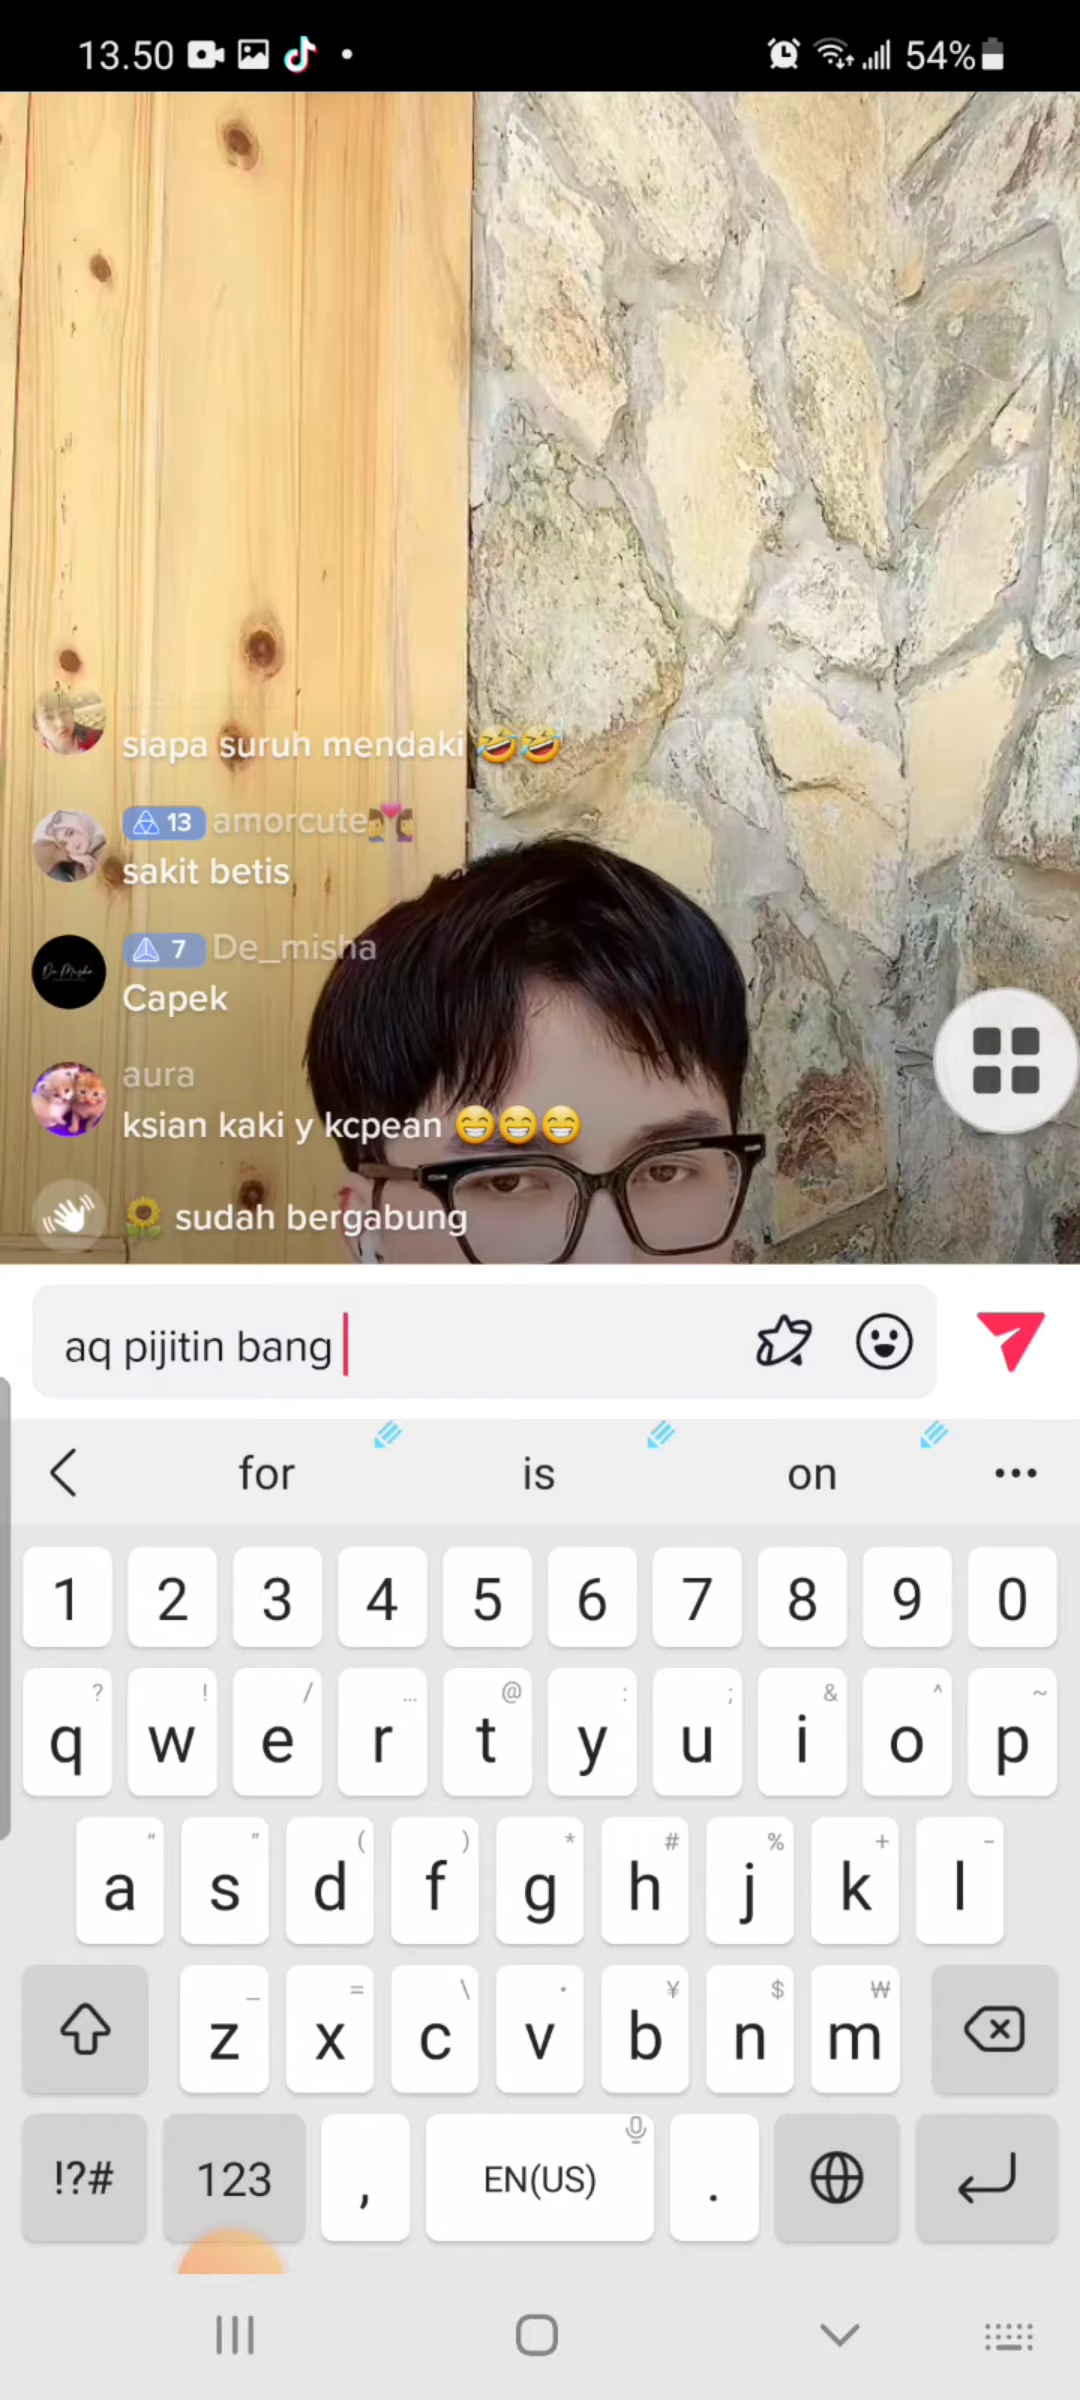 13.50
54%
siapa suruh mendaki 🤣🤣
13 amorcute
sakit betis
7 De_misha
Capek
aura
ksian kaki y kcpean 😁😁😁
🌻 sudah bergabung
aq pijitin bang
for is on ...
1 2 3 4 5 6 7 8 9 0
? ! / ... @ : ; & ^ ~
q w e r t y u i o p
" " ( ) * # % + -
a s d f g h j k l
_ = \ · ¥ $ ₩
z x c v b n m
!?# 123 , EN(US) .